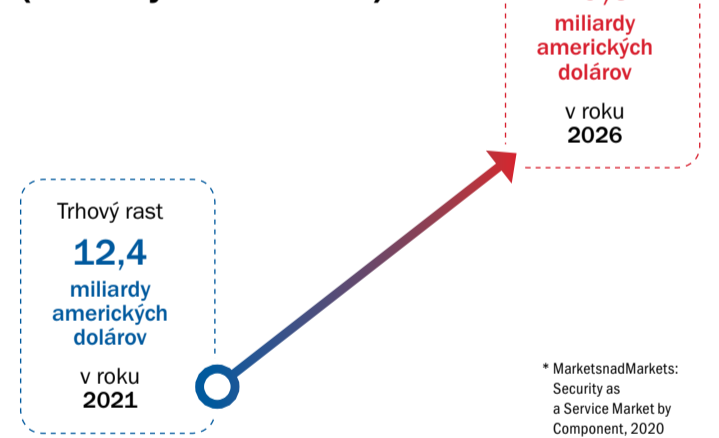 miliardy
amerických
dolárov
v roku
2026
Trhový rast
12,4
miliardy
amerických
dolárov
v roku
2021
* MarketsnadMarkets:
Security as
a Service Market by
Component, 2020